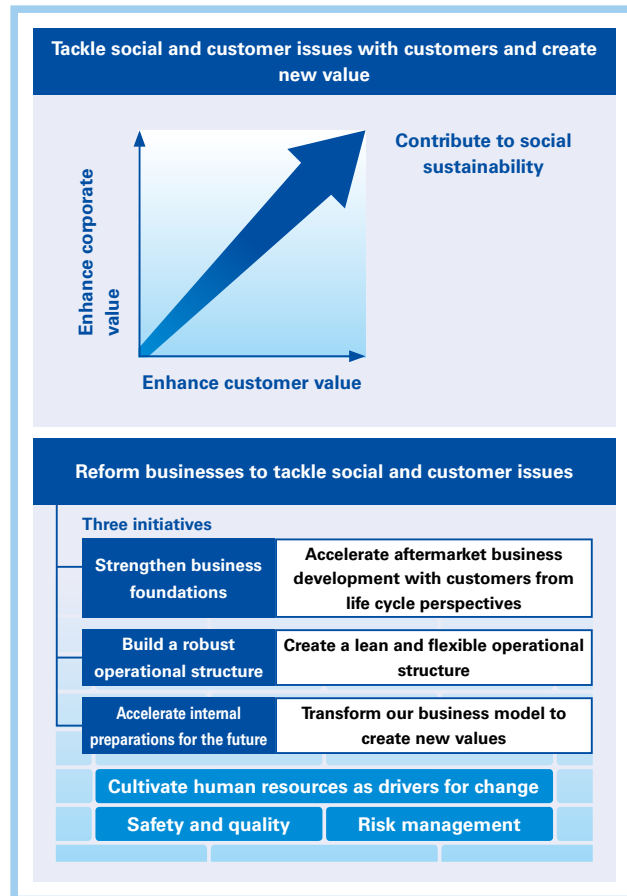 Tackle social and customer issues with customers and create
new value
Enhance corporate
value
Contribute to social
sustainability
Enhance customer value
Reform businesses to tackle social and customer issues
Three initiatives
Strengthen business
foundations
Accelerate aftermarket business
development with customers from
life cycle perspectives
Build a robust
operational structure
Create a lean and flexible operational
structure
Accelerate internal
preparations for the future
Transform our business model to
create new values
Cultivate human resources as drivers for change
Safety and quality
Risk management